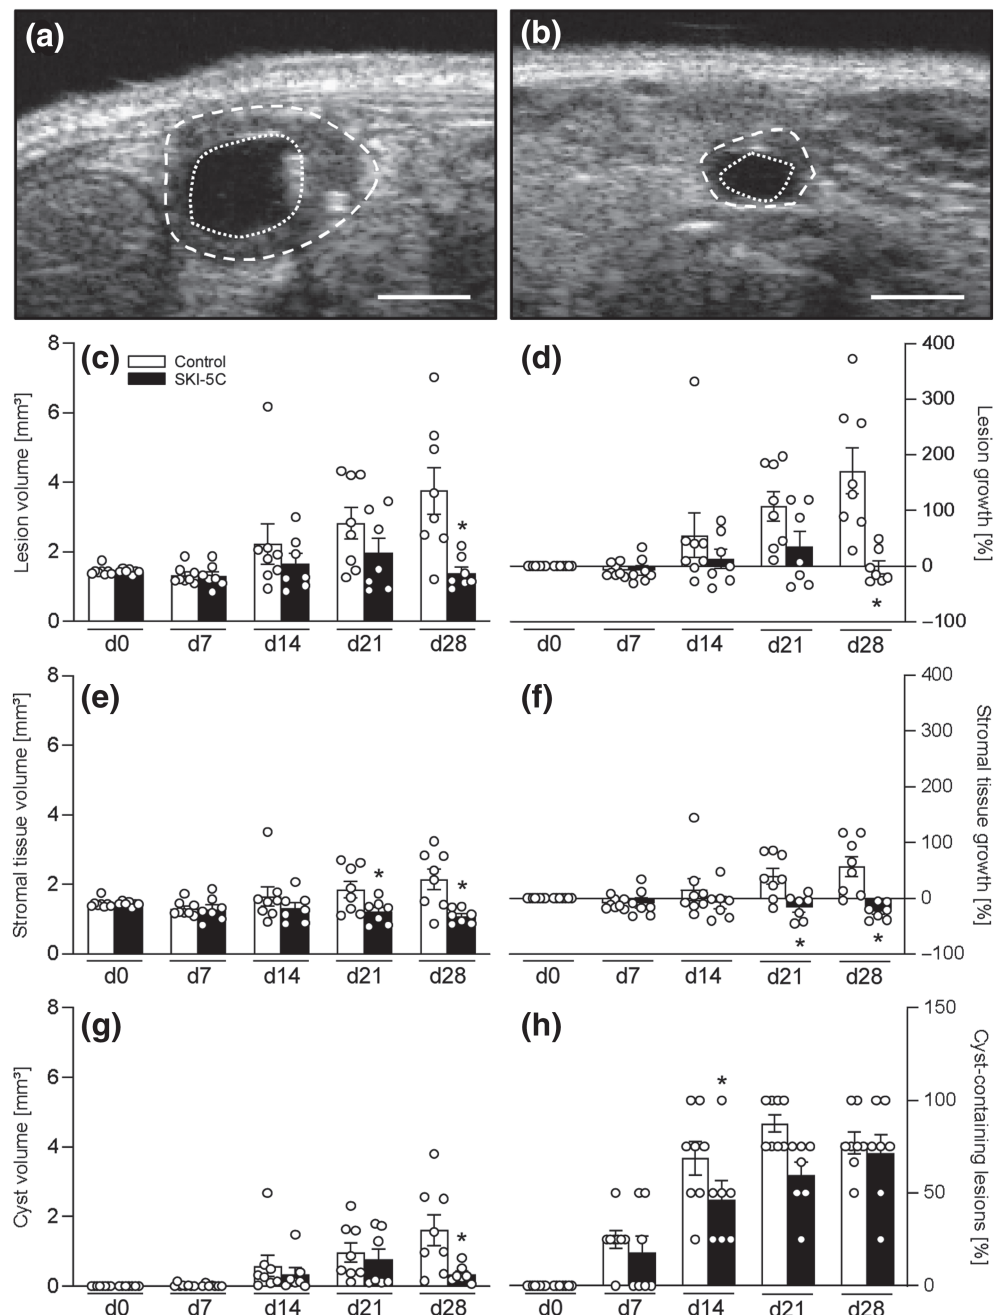 (a)
(b)
(c)
Control
SKI-5C
Lesion volume [mm³]
8
6
4
2
0
d0 d7 d14 d21 d28
*
(d)
Lesion growth [%]
400
300
200
100
0
–100
d0 d7 d14 d21 d28
*
(e)
Stromal tissue volume [mm³]
8
6
4
2
0
d0 d7 d14 d21 d28
* *
(f)
Stromal tissue growth [%]
400
300
200
100
0
–100
d0 d7 d14 d21 d28
* *
(g)
Cyst volume [mm³]
8
6
4
2
0
d0 d7 d14 d21 d28
*
(h)
Cyst-containing lesions [%]
150
100
50
0
d0 d7 d14 d21 d28
*